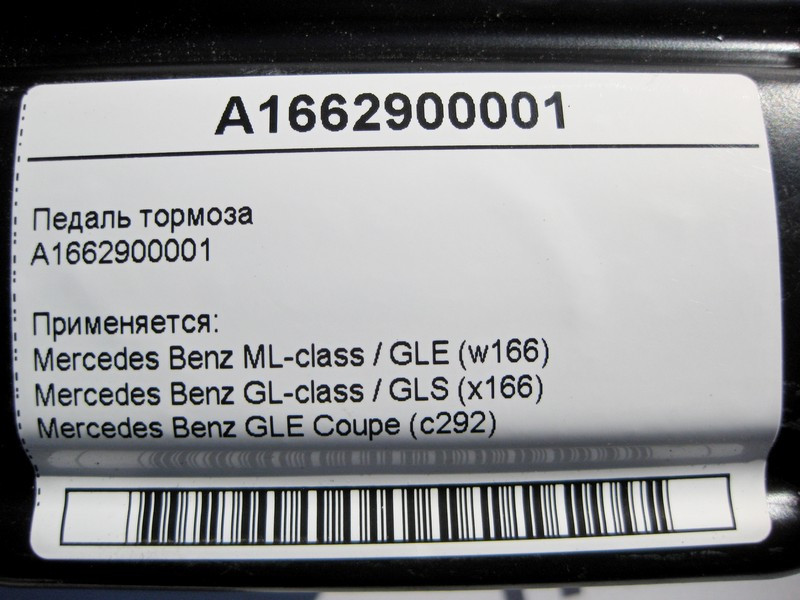 A1662900001
Педаль тормоза
A1662900001
Применяется:
Mercedes Benz ML-class / GLE (w166)
Mercedes Benz GL-class / GLS (x166)
Mercedes Benz GLE Coupe (c292)